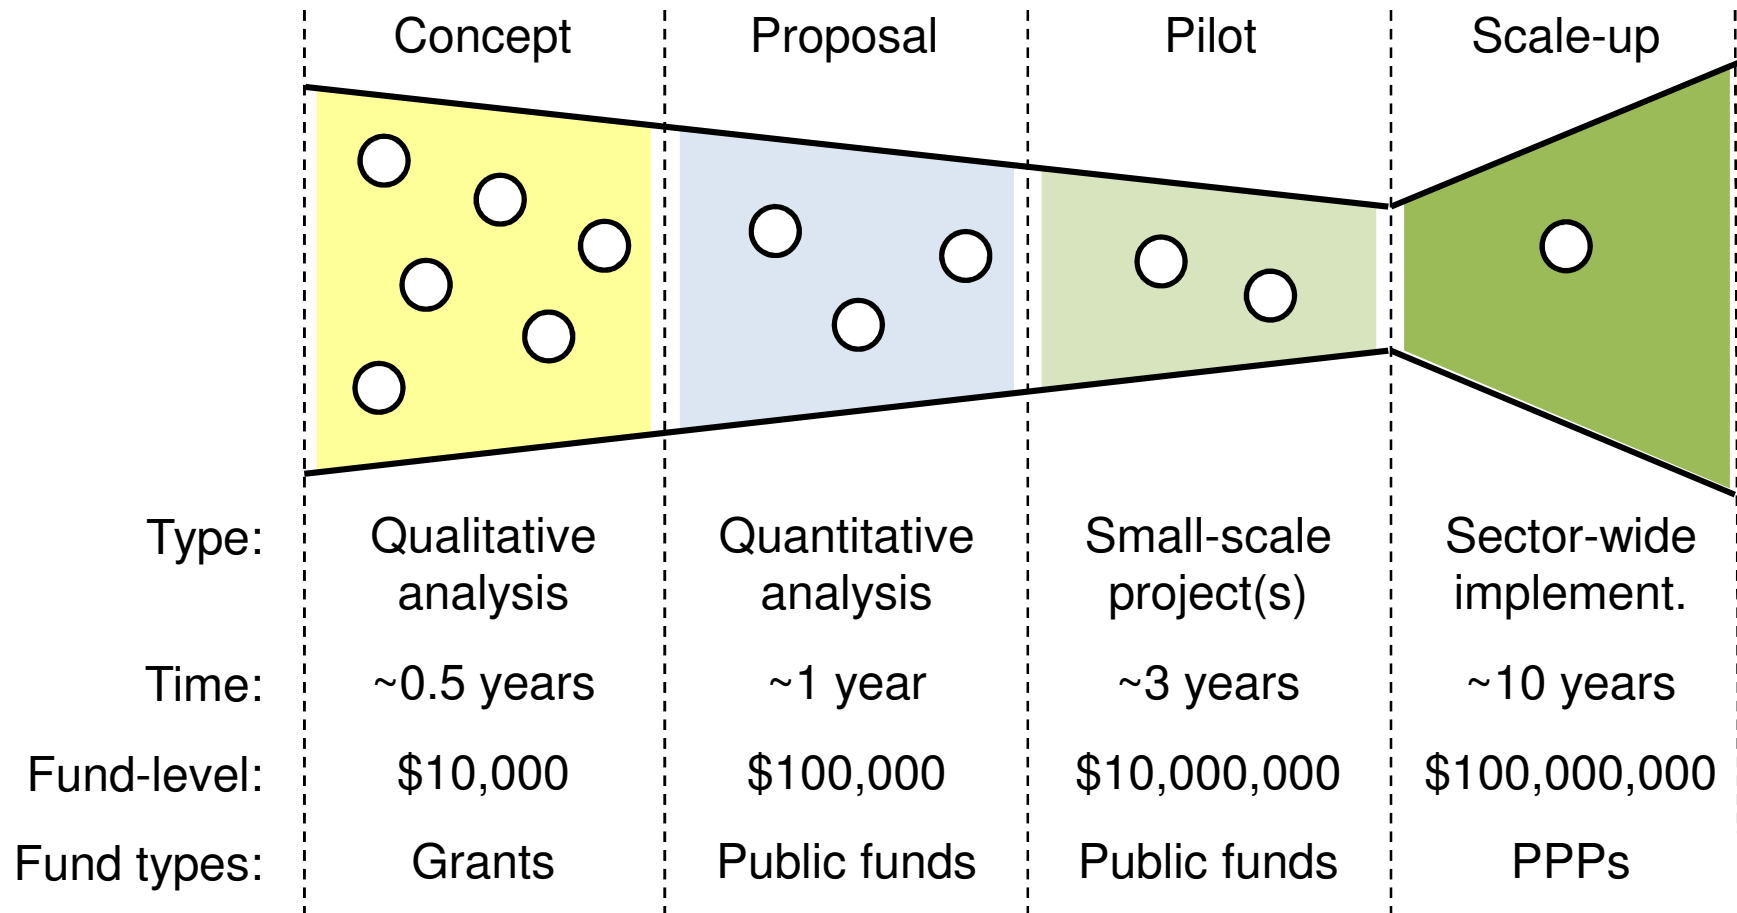 Concept Proposal Pilot Scale-up
Type: Qualitative Quantitative Small-scale Sector-wide
analysis analysis project(s) implement.
Time: ~0.5 years ~1 year ~3 years ~10 years
Fund-level: $10,000 $100,000 $10,000,000 $100,000,000
Fund types: Grants Public funds Public funds PPPs